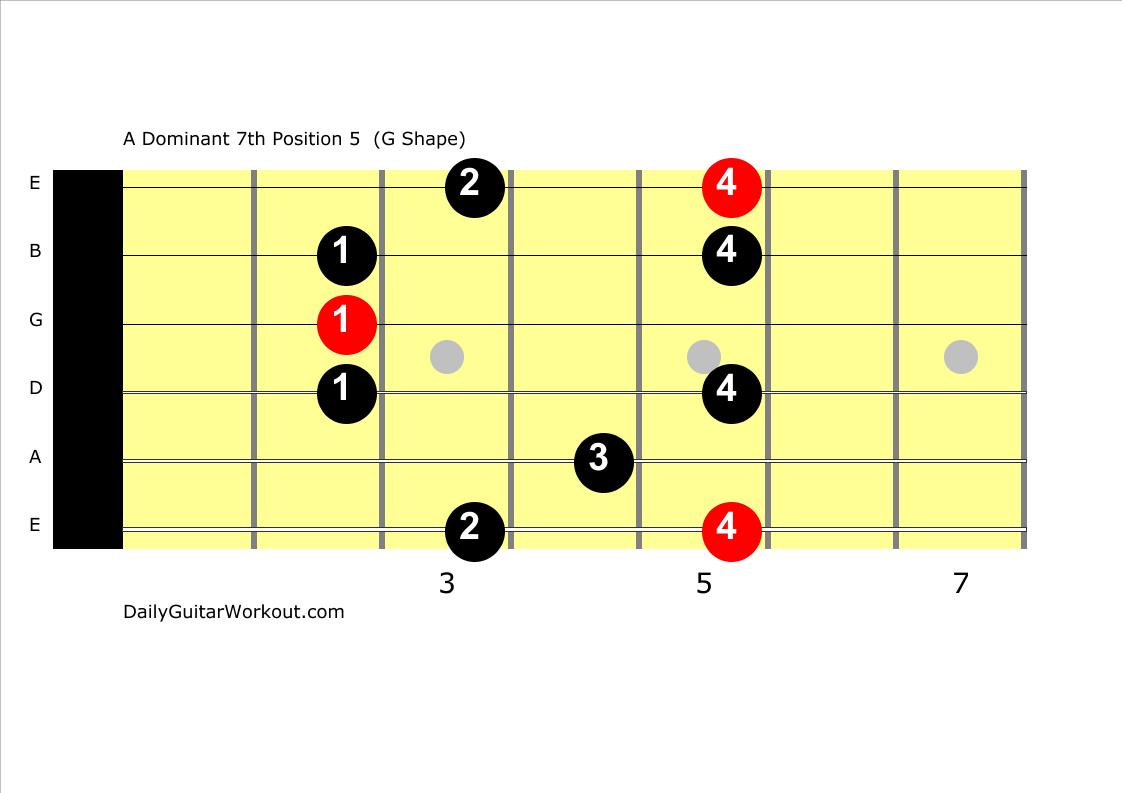 A Dominant 7th Position 5  (G Shape)
E 2 4
B 1 4
G 1
D 1 4
A 3
E 2 4
3 5 7
DailyGuitarWorkout.com